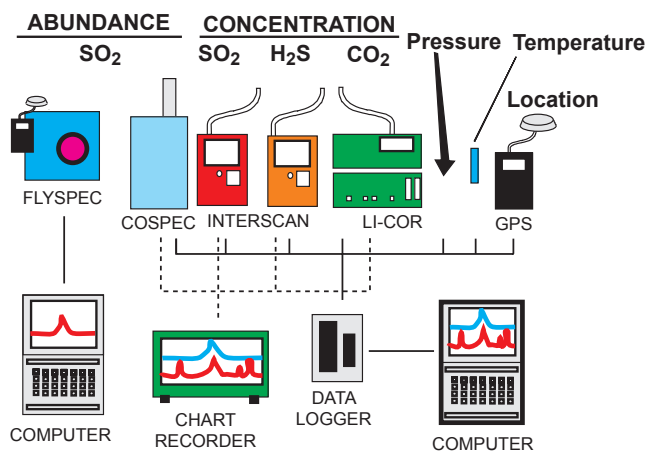 ABUNDANCE
CONCENTRATION
SO2
SO2
H2S
CO2
Pressure
Temperature
Location
FLYSPEC
COSPEC
INTERSCAN
LI-COR
GPS
COMPUTER
CHART
RECORDER
DATA
LOGGER
COMPUTER